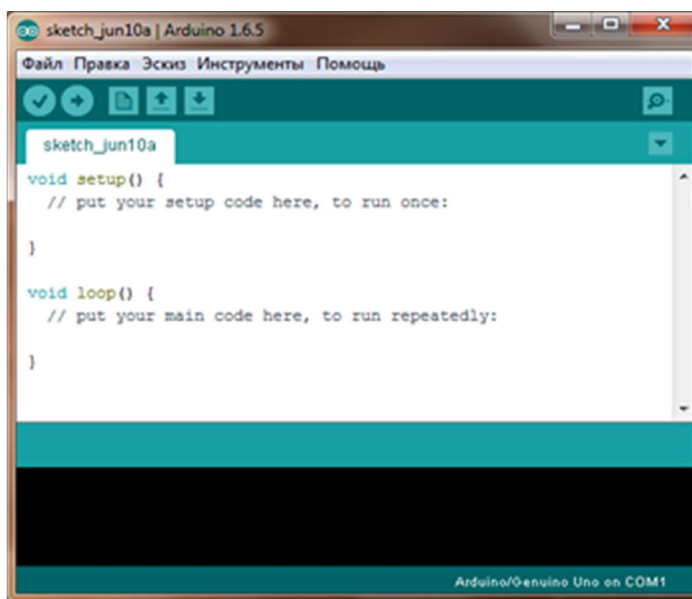 sketch_jun10a | Arduino 1.6.5
Файл Правка Эскиз Инструменты Помощь
sketch_jun10a
void setup() {
// put your setup code here, to run once:
}
void loop() {
// put your main code here, to run repeatedly:
}
Arduino/Genuino Uno on COM1